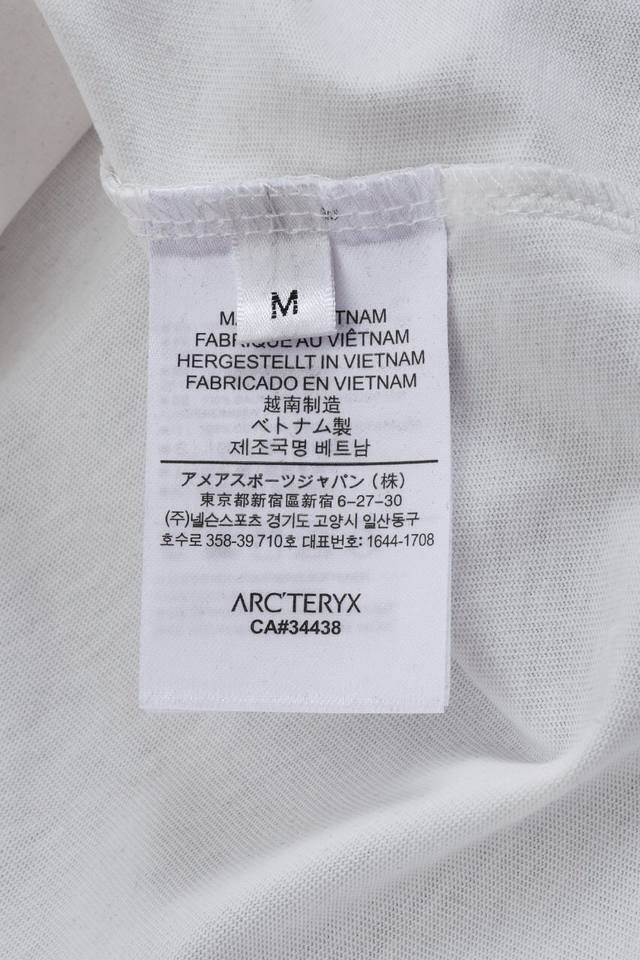 M
TNAM
AU VIÊTNAM
HERGESTELLT IN VIETNAM
FABRICADO EN VIETNAM
越南制造
ベトナム製
제조국명 베트남
アメアスポーツジャパン（株）
東京都新宿區新宿6-27-30
(주)넬슨스포츠 경기도 고양시 일산동구
호수로 358-39 710호 대표번호: 1644-1708
ARC'TERYX
CA#34438